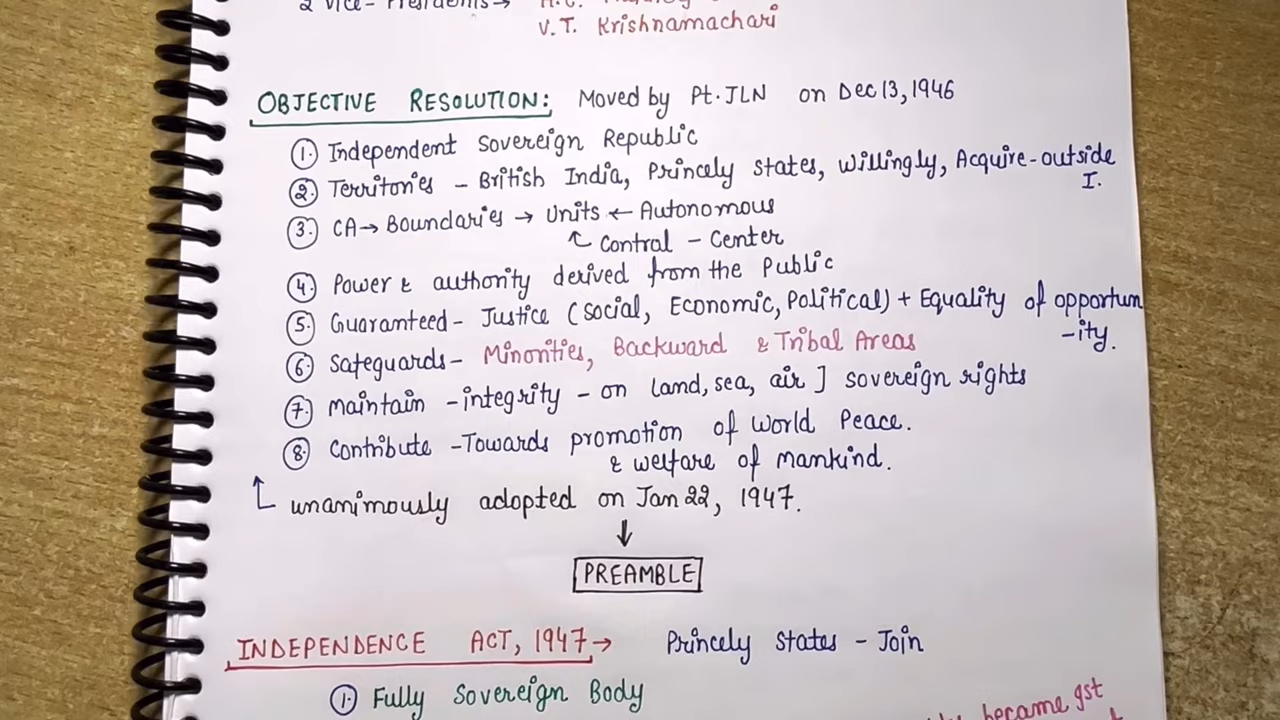 2 Vice- Presidents→ H.C.
V.T. Krishnamachari
OBJECTIVE RESOLUTION: Moved by Pt. JLN on Dec 13, 1946
① Independent Sovereign Republic
② Territories - British India, Princely States, Willingly, Acquire-outside
I.
③ CA→ Boundaries → Units ← Autonomous
↸ Control - Center
④ Power & authority derived from the Public
⑤ Guaranteed - Justice (Social, Economic, Political) + Equality of opportun
-ity.
⑥ Safeguards - Minorities, Backward & Tribal Areas
⑦ Maintain -integrity - on land, sea, air ] sovereign rights
⑧ Contribute -Towards promotion of World Peace.
& welfare of mankind.
unanimously adopted on Jan 22, 1947.
↓
PREAMBLE
INDEPENDENCE ACT, 1947→ Princely States - Join
① Fully Sovereign Body
became gst